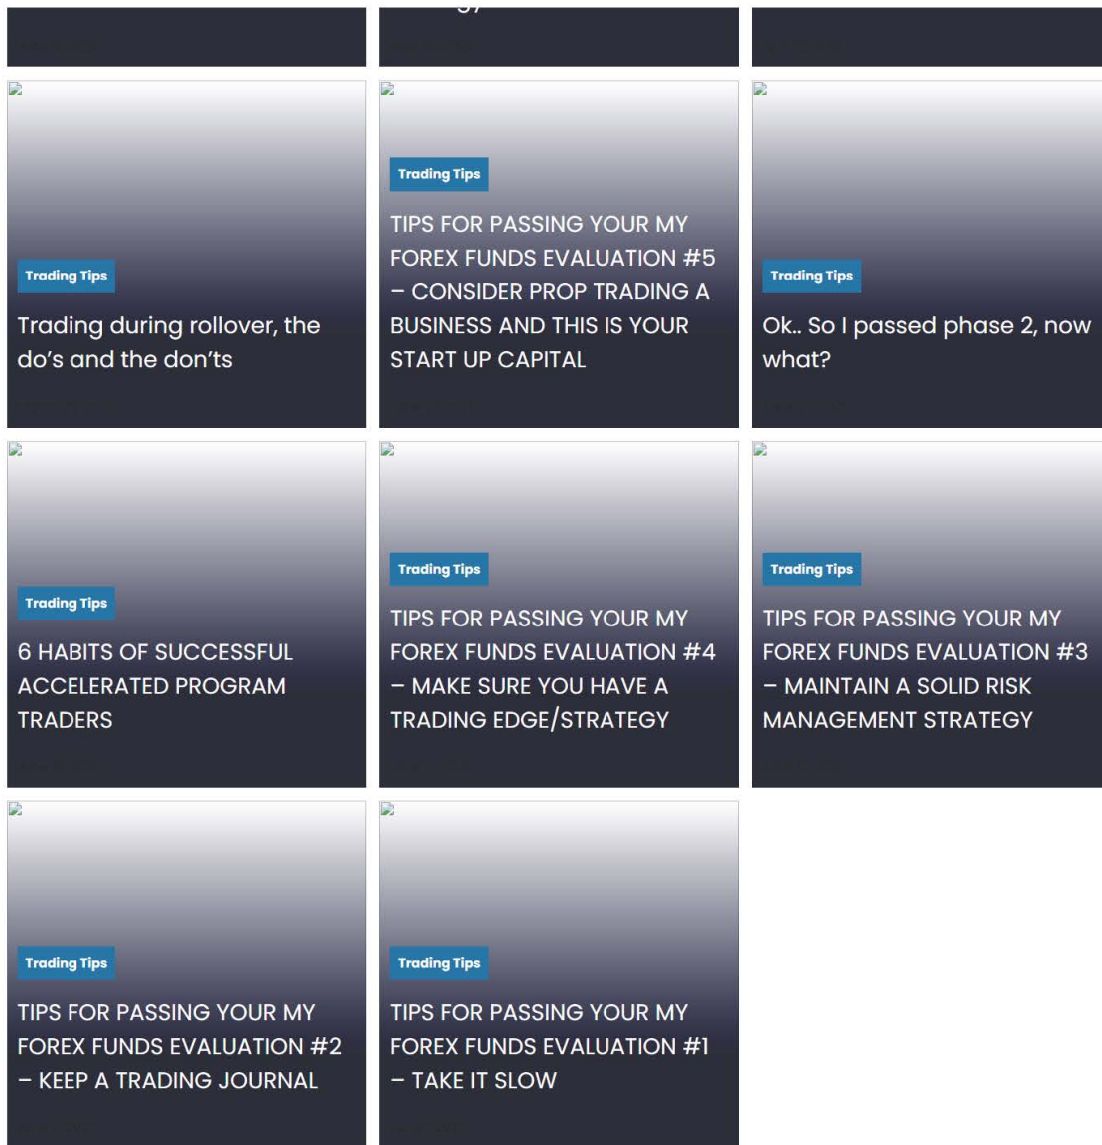 Trading Tips
Trading during rollover, the
do's and the don'ts
Trading Tips
TIPS FOR PASSING YOUR MY
FOREX FUNDS EVALUATION #5
– CONSIDER PROP TRADING A
BUSINESS AND THIS IS YOUR
START UP CAPITAL
Trading Tips
Ok.. So I passed phase 2, now
what?
Trading Tips
6 HABITS OF SUCCESSFUL
ACCELERATED PROGRAM
TRADERS
Trading Tips
TIPS FOR PASSING YOUR MY
FOREX FUNDS EVALUATION #4
– MAKE SURE YOU HAVE A
TRADING EDGE/STRATEGY
Trading Tips
TIPS FOR PASSING YOUR MY
FOREX FUNDS EVALUATION #3
– MAINTAIN A SOLID RISK
MANAGEMENT STRATEGY
Trading Tips
TIPS FOR PASSING YOUR MY
FOREX FUNDS EVALUATION #2
– KEEP A TRADING JOURNAL
Trading Tips
TIPS FOR PASSING YOUR MY
FOREX FUNDS EVALUATION #1
– TAKE IT SLOW